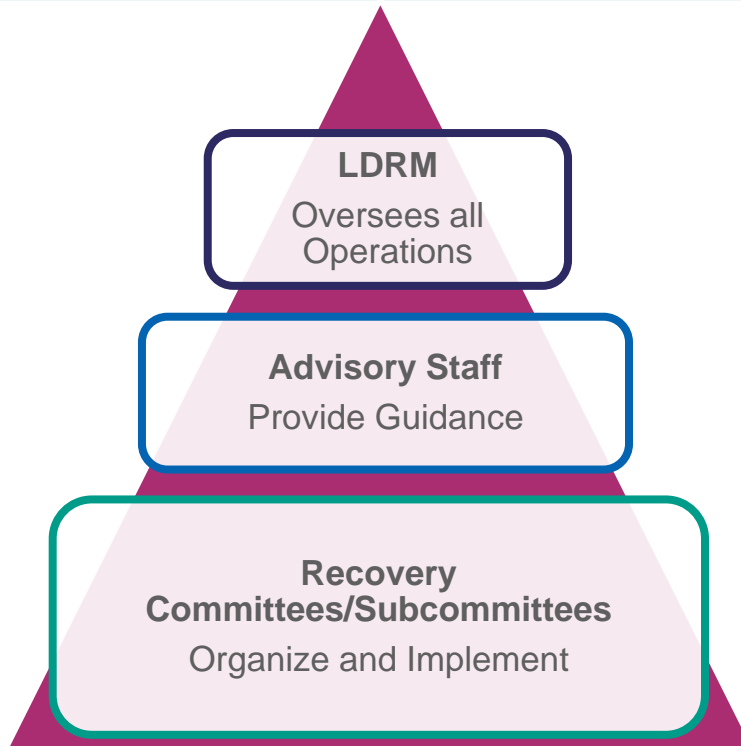 LDRM
Oversees all
Operations
Advisory Staff
Provide Guidance
Recovery
Committees/Subcommittees
Organize and Implement